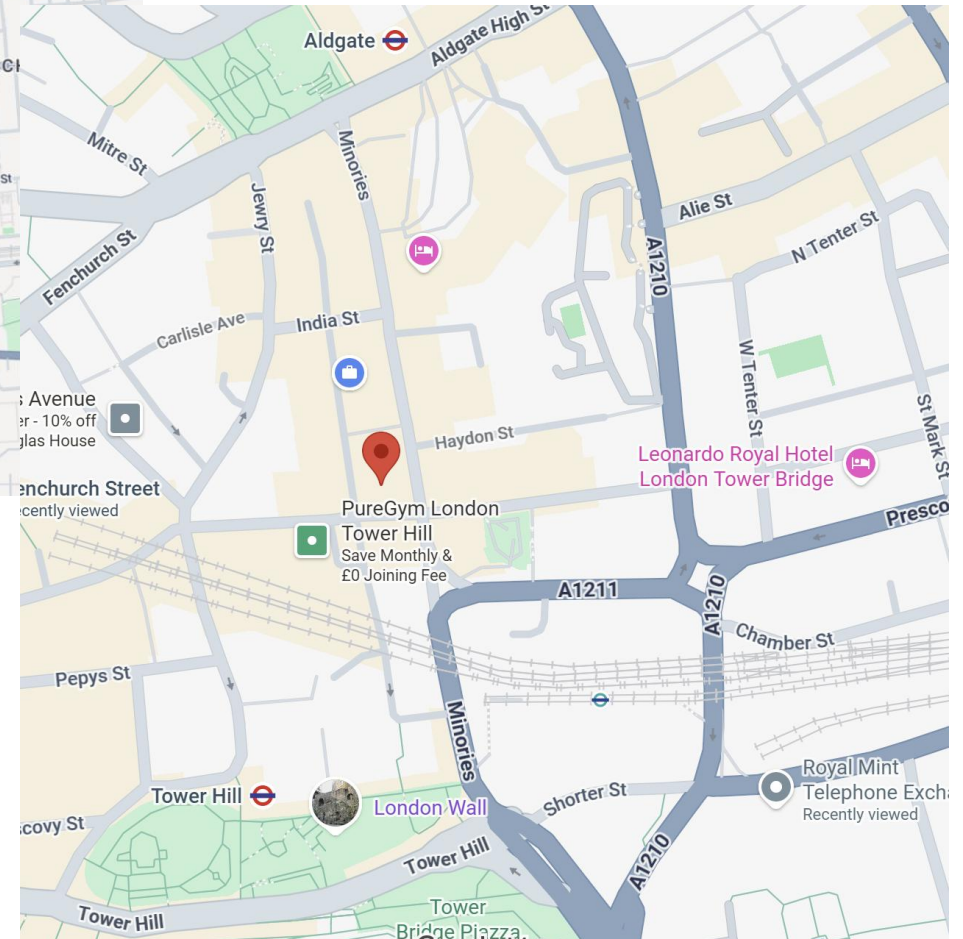 Aldgate
Aldgate High St
Mitre St
St
Minories
Jewry St
Alie St
N Tenter St
A1210
Fenchurch St
Carlisle Ave
India St
W Tenter St
s Avenue
er - 10% off
glas House
Haydon St
St Mark St
Leonardo Royal Hotel
London Tower Bridge
enchurch Street
ecently viewed
PureGym London
Tower Hill
Save Monthly &
£0 Joining Fee
Presco
A1211
A1210
Chamber St
Pepys St
Minories
Royal Mint
Telephone Excha
Recently viewed
Tower Hill
London Wall
Shorter St
covy St
Tower Hill
A1210
Tower Hill
Tower
Bridge Piazza,